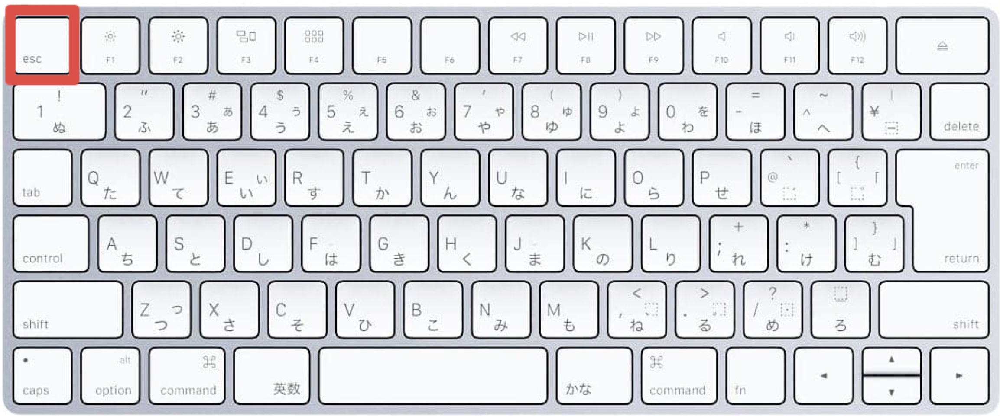 esc F1 F2 F3 F4 F5 F6 F7 F8 F9 F10 F11 F12
! " # $ % & ' ( ) = ~ |
1 2 3 あ 4 ぅ 5 ぇ 6 ぉ 7 ゃ 8 ゅ 9 ょ 0 を - ^ ¥ ー
ぬ ふ あ う え お や ゆ よ わ ほ へ delete
` { enter
Q W E ぃ R T Y U I O P @ [ 「
tab た て い す か ん な に ら せ ゛ ゜
+ * }
A S D F G H J K L ; : ] 」
control ち と し は き く ま の り れ け む return
< > ? _
Z っ X C V B N M , 、 . 。 / ・
shift つ さ そ ひ こ み も ね る め ろ shift
alt ⌘ ⌘
caps option command 英数 かな command fn